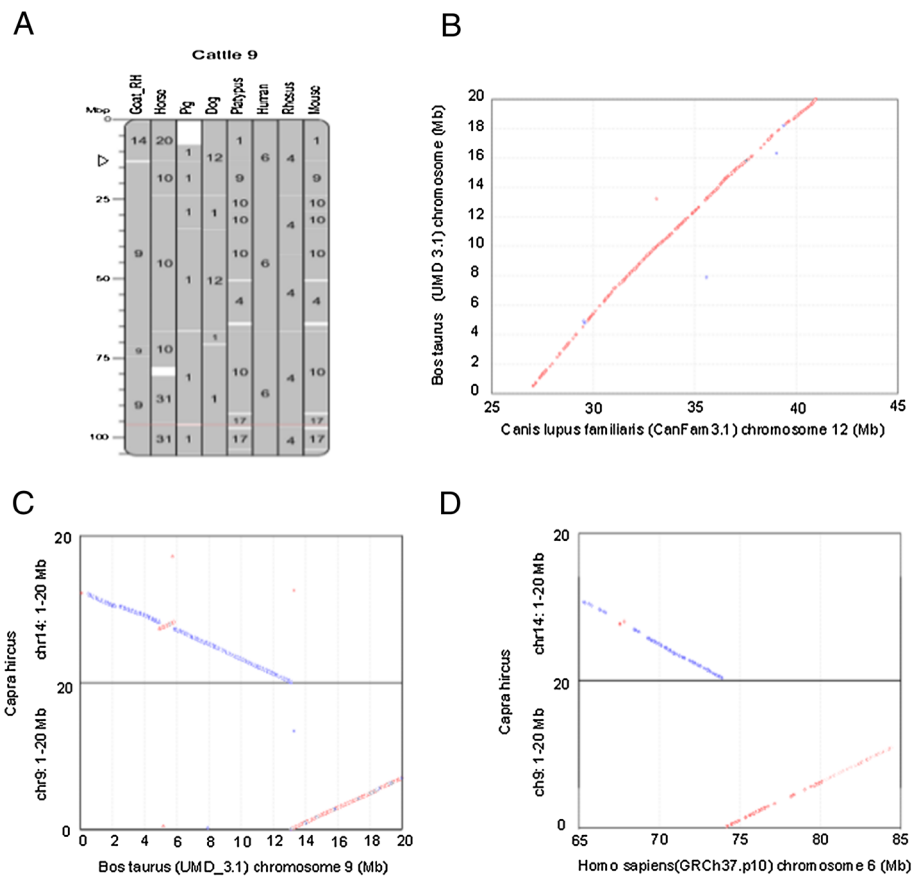 A
Cattle 9
Mbp Goat_RH Horse Pig Dog Platypus Human Rhesus Mouse
0
14 20 1 12 1 6 4 1
10 1 9 9
25
1 1 10 4 10
10 10
9 10 6 10
50
1 12 5 4 4
75
9 10 1
1 10 6 4 10
9 31 1
17 17
100
31 1 17 4 17
B
Bos taurus (UMD 3.1) chromosome (Mb)
20
18
16
14
12
10
8
6
4
2
0
25 30 35 40 45
Canis lupus familiaris (CanFam3.1) chromosome 12 (Mb)
C
Capra hircus
chr14: 1-20 Mb
chr9: 1-20 Mb
20
20
0
0 2 4 6 8 10 12 14 16 18 20
Bos taurus (UMD_3.1) chromosome 9 (Mb)
D
Capra hircus
chr14: 1-20 Mb
ch9: 1-20 Mb
20
20
0
65 70 75 80 85
Homo sapiens(GRCh37.p10) chromosome 6 (Mb)